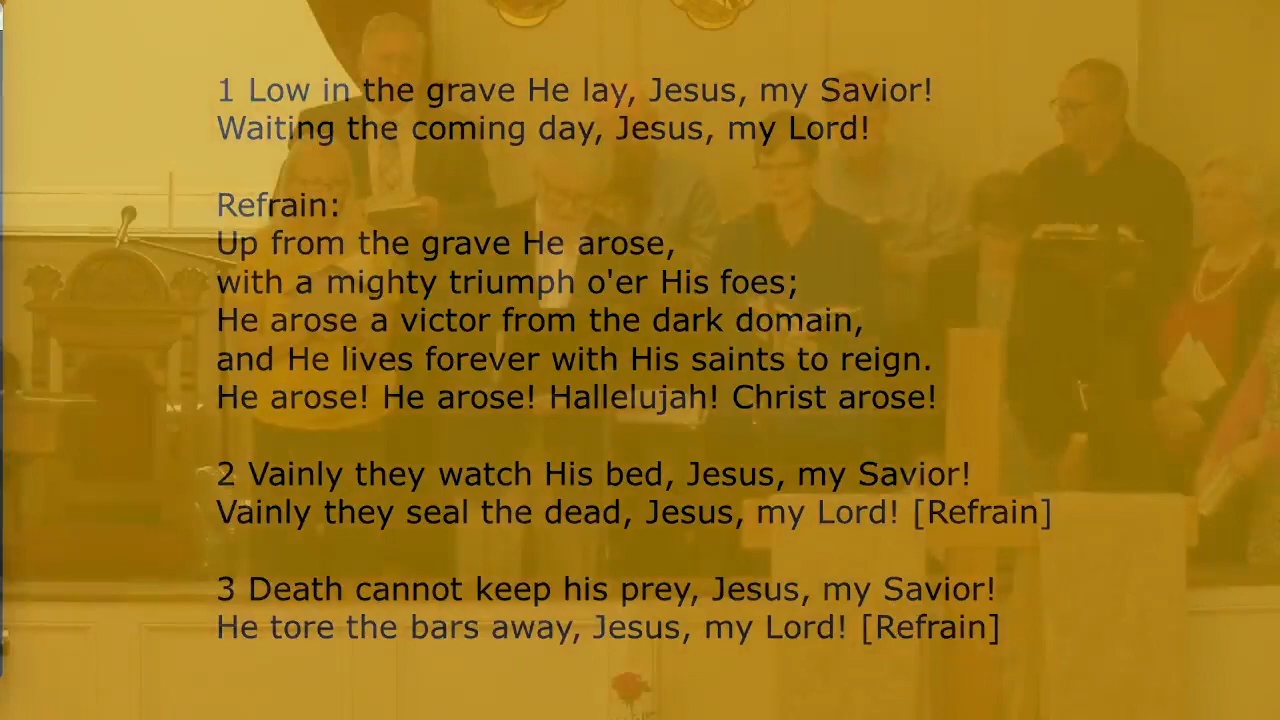 1 Low in the grave He lay, Jesus, my Savior!
Waiting the coming day, Jesus, my Lord!
Refrain:
Up from the grave He arose,
with a mighty triumph o'er His foes;
He arose a victor from the dark domain,
and He lives forever with His saints to reign.
He arose! He arose! Hallelujah! Christ arose!
2 Vainly they watch His bed, Jesus, my Savior!
Vainly they seal the dead, Jesus, my Lord! [Refrain]
3 Death cannot keep his prey, Jesus, my Savior!
He tore the bars away, Jesus, my Lord! [Refrain]